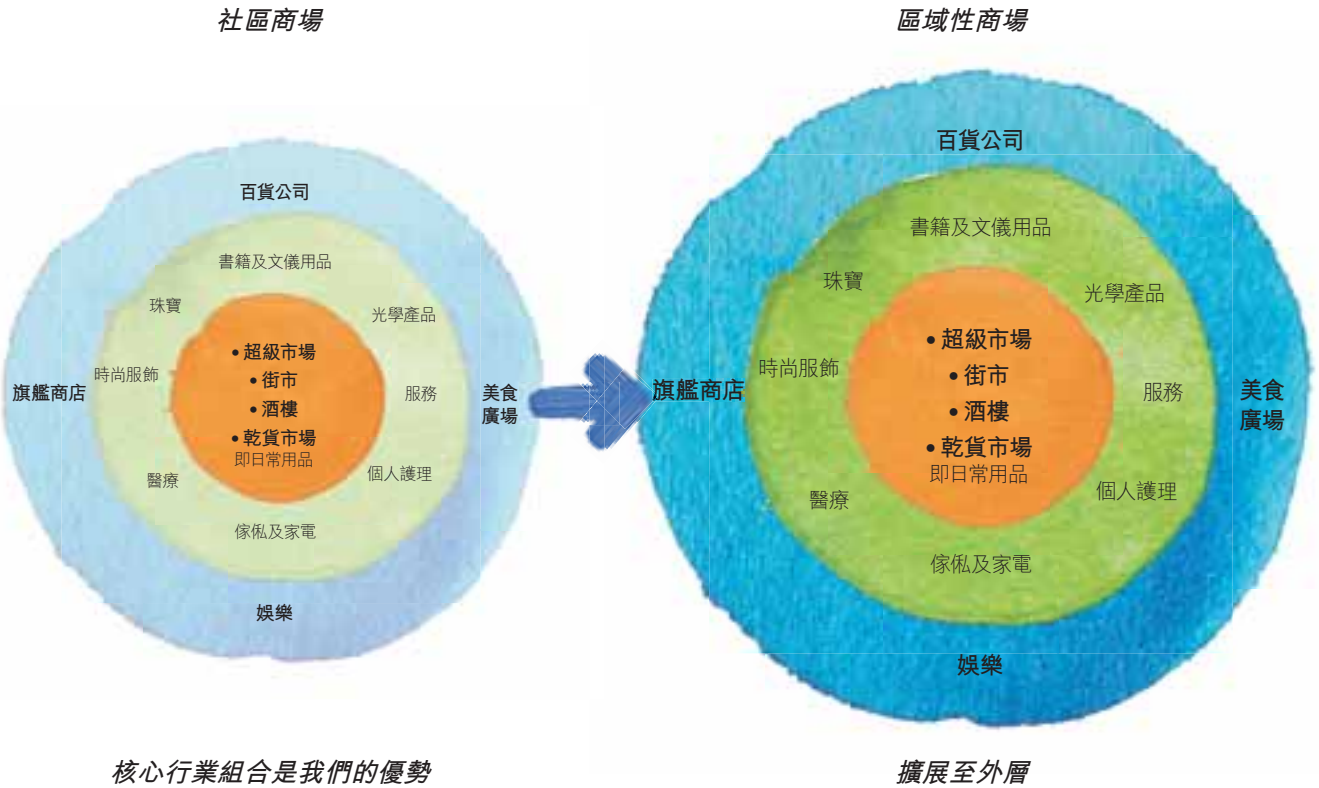 社區商場
百貨公司
書籍及文儀用品
珠寶
光學產品
• 超級市場
時尚服飾
• 街市
旗艦商店
服務
美食
廣場
• 酒樓
• 乾貨市場
即日常用品
醫療
個人護理
傢俬及家電
娛樂
核心行業組合是我們的優勢
區域性商場
百貨公司
書籍及文儀用品
珠寶
光學產品
• 超級市場
時尚服飾
• 街市
旗艦商店
服務
美食
廣場
• 酒樓
• 乾貨市場
即日常用品
醫療
個人護理
傢俬及家電
娛樂
擴展至外層